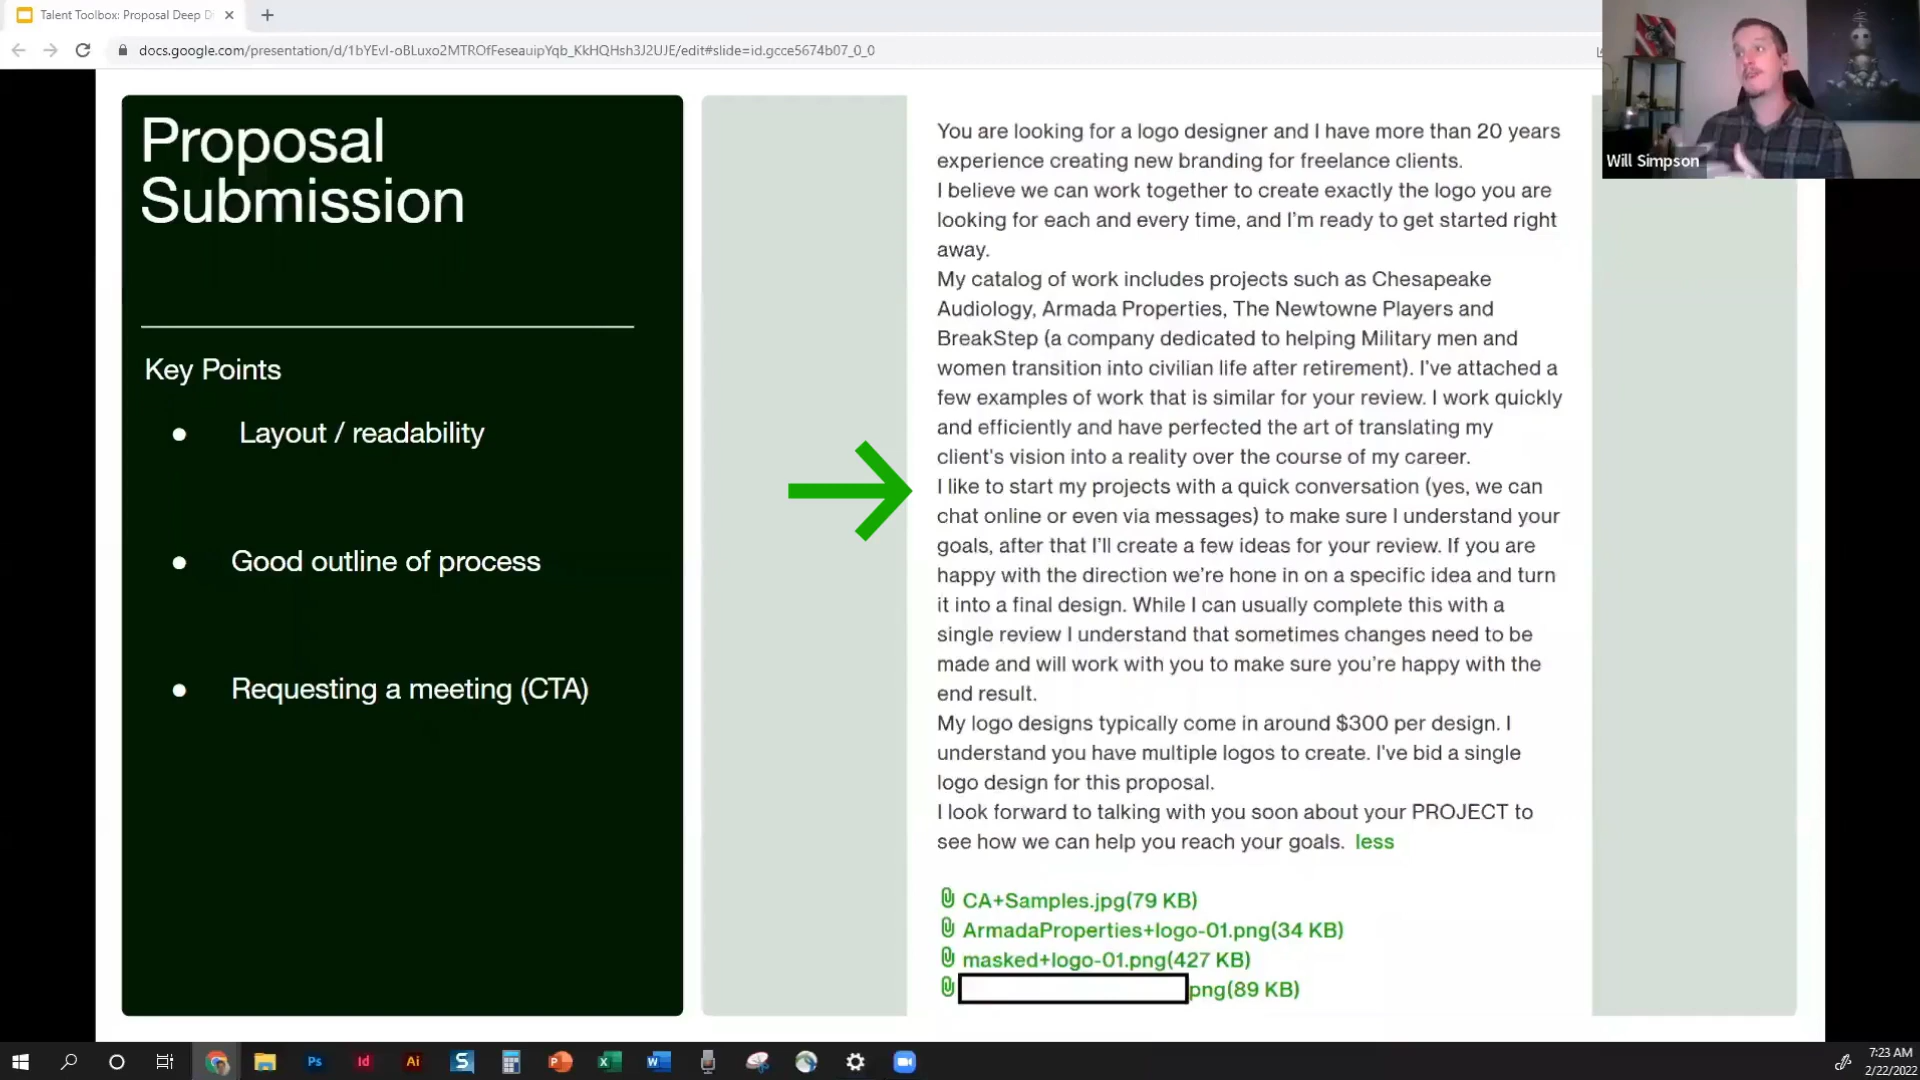 Talent Toolbox: Proposal Deep D
docs.google.com/presentation/d/1bYEvI-oBLuxo2MTROfFeseauipYqb_KkHQHsh3J2UJE/edit#slide=id.gcce5674b07_0_0
Will Simpson
Proposal
Submission
Key Points
● Layout / readability
● Good outline of process
● Requesting a meeting (CTA)
You are looking for a logo designer and I have more than 20 years
experience creating new branding for freelance clients.
I believe we can work together to create exactly the logo you are
looking for each and every time, and I'm ready to get started right
away.
My catalog of work includes projects such as Chesapeake
Audiology, Armada Properties, The Newtowne Players and
BreakStep (a company dedicated to helping Military men and
women transition into civilian life after retirement). I've attached a
few examples of work that is similar for your review. I work quickly
and efficiently and have perfected the art of translating my
client's vision into a reality over the course of my career.
I like to start my projects with a quick conversation (yes, we can
chat online or even via messages) to make sure I understand your
goals, after that I'll create a few ideas for your review. If you are
happy with the direction we're hone in on a specific idea and turn
it into a final design. While I can usually complete this with a
single review I understand that sometimes changes need to be
made and will work with you to make sure you're happy with the
end result.
My logo designs typically come in around $300 per design. I
understand you have multiple logos to create. I've bid a single
logo design for this proposal.
I look forward to talking with you soon about your PROJECT to
see how we can help you reach your goals. less
CA+Samples.jpg(79 KB)
ArmadaProperties+logo-01.png(34 KB)
masked+logo-01.png(427 KB)
png(89 KB)
Ps
Id
Ai
S
7:23 AM
2/22/2022